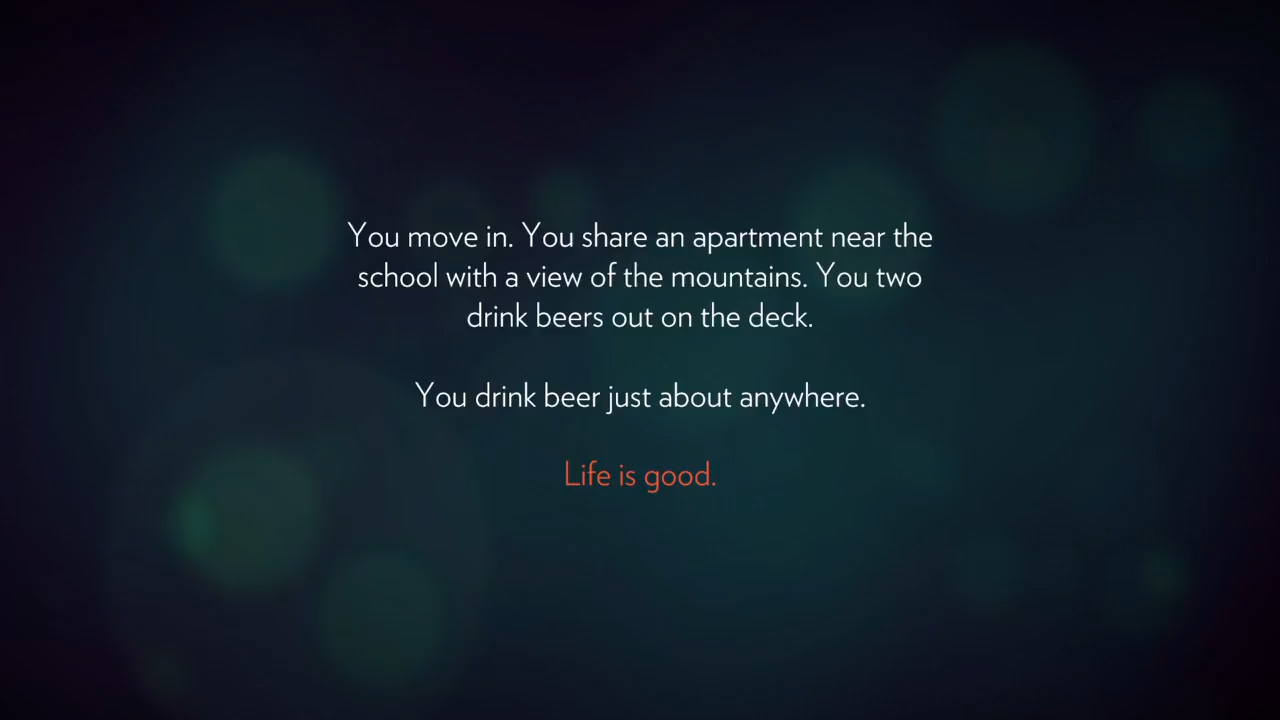 You move in. You share an apartment near the
school with a view of the mountains. You two
drink beers out on the deck.
You drink beer just about anywhere.
Life is good.